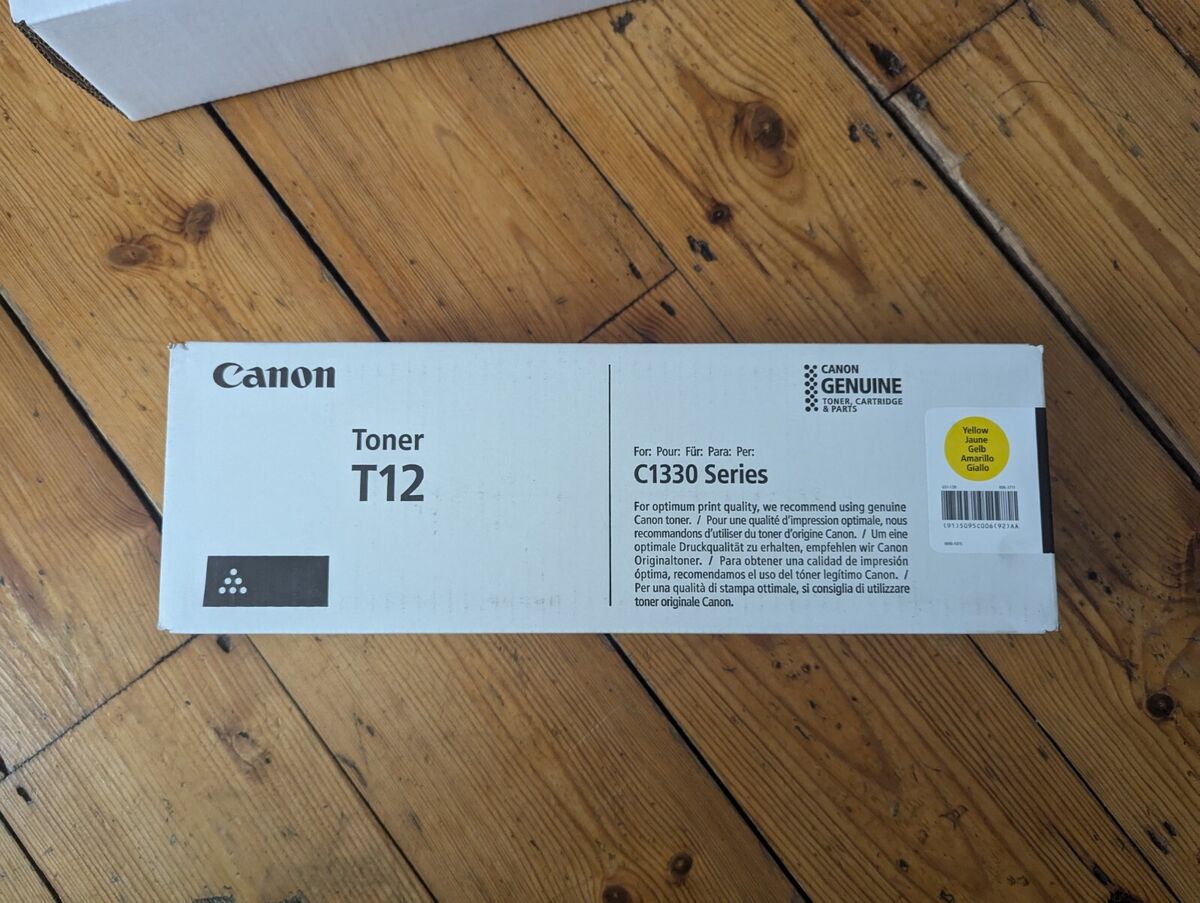 Canon
Toner
T12
CANON
GENUINE
TONER, CARTRIDGE
& PARTS
For: Pour: Für: Para: Per:
C1330 Series
For optimum print quality, we recommend using genuine
Canon toner. / Pour une qualité d'impression optimale, nous
recommandons d'utiliser du toner d'origine Canon. / Um eine
optimale Druckqualität zu erhalten, empfehlen wir Canon
Originaltoner. / Para obtener una calidad de impresión
óptima, recomendamos el uso del tóner legítimo Canon. /
Per una qualità di stampa ottimale, si consiglia di utilizzare
toner originale Canon.
Yellow
Jaune
Gelb
Amarillo
Giallo
(91)5095C006(92)AA